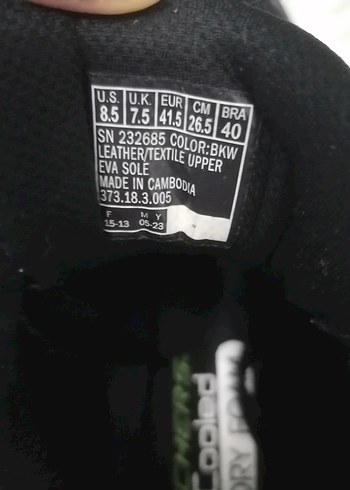 U.S. U.K. EUR CM BRA
8.5 7.5 41.5 26.5 40
SN 232685 COLOR:BKW
LEATHER/TEXTILE UPPER
EVA SOLE
MADE IN CAMBODIA
373.18.3.005
F M Y
15-13 05-23
CHERS
Cooled